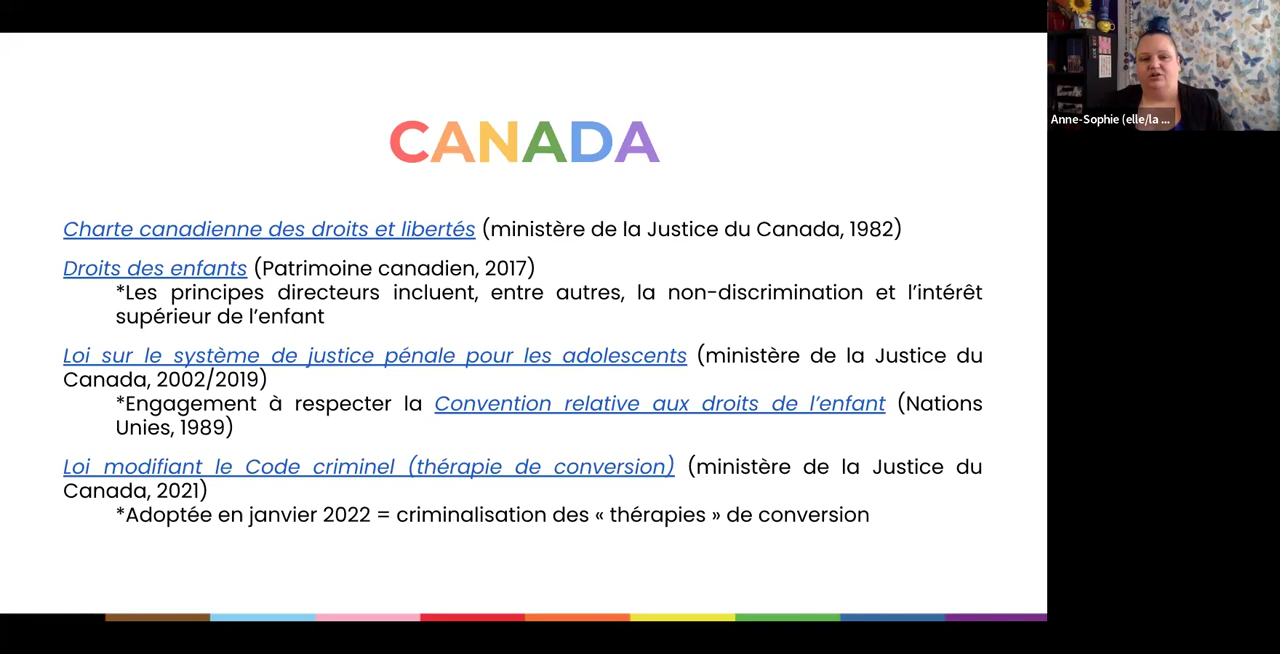 CANADA
Charte canadienne des droits et libertés (ministère de la Justice du Canada, 1982)
Droits des enfants (Patrimoine canadien, 2017)
*Les principes directeurs incluent, entre autres, la non-discrimination et l’intérêt
supérieur de l’enfant
Loi sur le système de justice pénale pour les adolescents (ministère de la Justice du
Canada, 2002/2019)
*Engagement à respecter la Convention relative aux droits de l’enfant (Nations
Unies, 1989)
Loi modifiant le Code criminel (thérapie de conversion) (ministère de la Justice du
Canada, 2021)
*Adoptée en janvier 2022 = criminalisation des « thérapies » de conversion
Anne-Sophie (elle/la ...